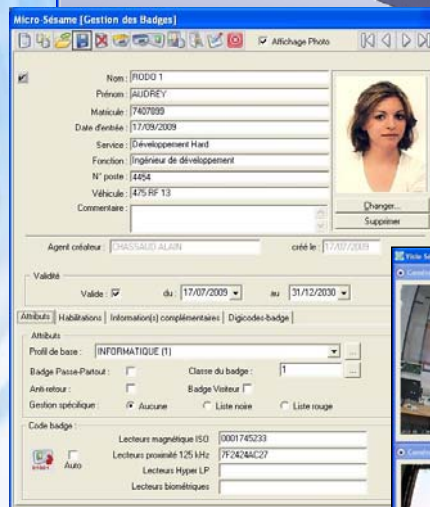 Micro-Sésame [Gestion des Badges]
Affichage Photo
Nom : RODO 1
Prénom : AUDREY
Matricule : 7407899
Date d'entrée : 17/09/2009
Service : Développement Hard
Fonction : Ingénieur de développement
N° poste : 4454
Véhicule : 475 RF 13
Commentaire :
Changer...
Supprimer
Agent créateur : CHASSAUD ALAIN créé le : 17/07/2009
Validité
Valide : du : 17/07/2009 au 31/12/2030
Attributs Habilitations Information(s) complémentaires Digicodes-badge
Attributs
Profil de base : INFORMATIQUE (1) ...
Badge Passe-Partout : Classe du badge : 1 ...
Anti-retour : Badge Visiteur
Gestion spécifique : Aucune Liste noire Liste rouge
Code badge :
Lecteurs magnétique ISO 0001745233
Auto Lecteurs proximité 125 kHz 7F2424AC27
Lecteurs Hyper LP
Lecteurs biométriques